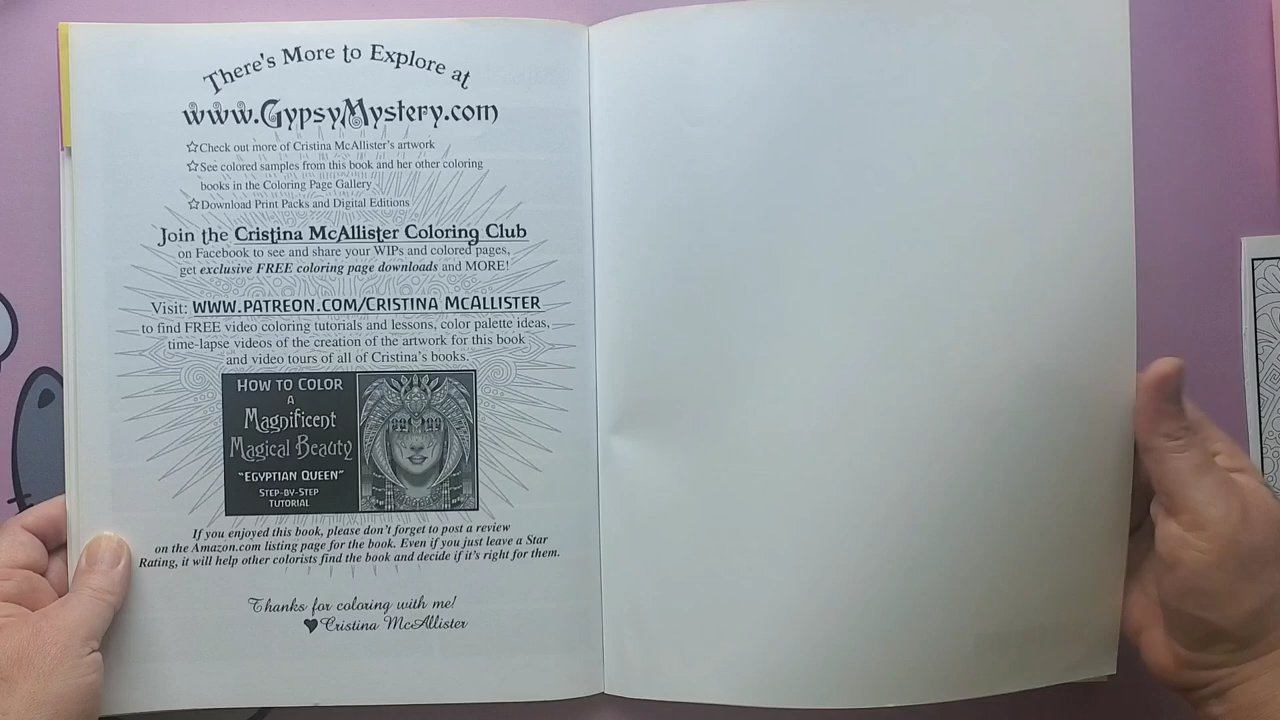 There's More to Explore at
www.GypsyMystery.com
☆Check out more of Cristina McAllister's artwork
☆See colored samples from this book and her other coloring
books in the Coloring Page Gallery
☆Download Print Packs and Digital Editions
Join the Cristina McAllister Coloring Club
on Facebook to see and share your WIPs and colored pages,
get exclusive FREE coloring page downloads and MORE!
Visit: WWW.PATREON.COM/CRISTINA MCALLISTER
to find FREE video coloring tutorials and lessons, color palette ideas,
time-lapse videos of the creation of the artwork for this book
and video tours of all of Cristina's books.
HOW TO COLOR
A
Magnificent
Magical Beauty
"EGYPTIAN QUEEN"
STEP-BY-STEP
TUTORIAL
If you enjoyed this book, please don't forget to post a review
on the Amazon.com listing page for the book. Even if you just leave a Star
Rating, it will help other colorists find the book and decide if it's right for them.
Thanks for coloring with me!
♥Cristina McAllister